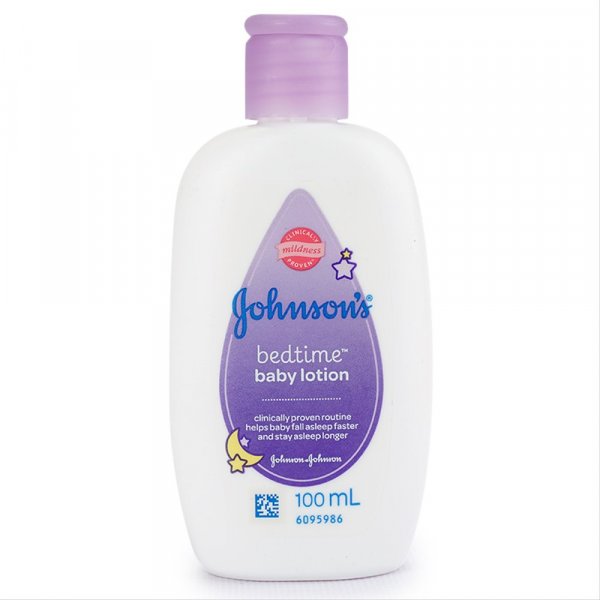 CLINICALLY
mildness
PROVEN
Johnson's®
bedtime™
baby lotion
clinically proven routine
helps baby fall asleep faster
and stay asleep longer
Johnson & Johnson
100 mL
6095986